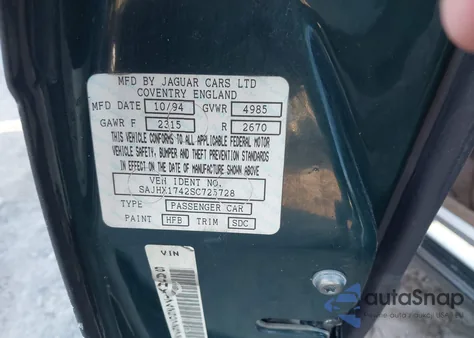 MFD BY JAGUAR CARS LTD
COVENTRY ENGLAND
MFD DATE 10/94 GVWR 4985
GAWR F 2315 R 2670
THIS VEHICLE CONFORMS TO ALL APPLICABLE FEDERAL MOTOR
VEHICLE SAFETY, BUMPER AND THEFT PREVENTION STANDARDS
IN EFFECT ON THE DATE OF MANUFACTURE SHOWN ABOVE
VEH IDENT NO.
SAJHX1742SC723728
TYPE PASSENGER CAR
PAINT HFB TRIM SDC
VIN
autaSnap